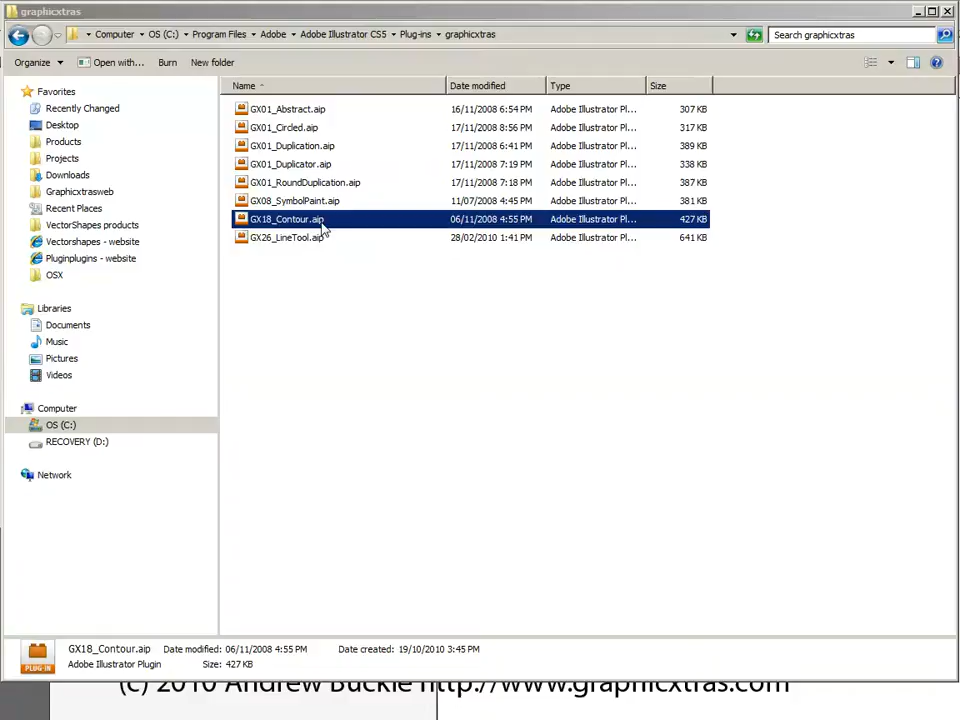 graphicxtras
Computer OS (C:) Program Files Adobe Adobe Illustrator CS5 Plug-ins graphicxtras Search graphicxtras
Organize Open with... Burn New folder
Favorites
Recently Changed
Desktop
Products
Projects
Downloads
Graphicxtrasweb
Recent Places
VectorShapes products
Vectorshapes - website
Pluginplugins - website
OSX
Libraries
Documents
Music
Pictures
Videos
Computer
OS (C:)
RECOVERY (D:)
Network
Name Date modified Type Size
GX01_Abstract.aip 16/11/2008 6:54 PM Adobe Illustrator Pl... 307 KB
GX01_Circled.aip 17/11/2008 8:56 PM Adobe Illustrator Pl... 317 KB
GX01_Duplication.aip 17/11/2008 6:41 PM Adobe Illustrator Pl... 389 KB
GX01_Duplicator.aip 17/11/2008 7:19 PM Adobe Illustrator Pl... 338 KB
GX01_RoundDuplication.aip 17/11/2008 7:18 PM Adobe Illustrator Pl... 387 KB
GX08_SymbolPaint.aip 11/07/2008 4:45 PM Adobe Illustrator Pl... 381 KB
GX18_Contour.aip 06/11/2008 4:55 PM Adobe Illustrator Pl... 427 KB
GX26_LineTool.aip 28/02/2010 1:41 PM Adobe Illustrator Pl... 641 KB
PLUG-IN
GX18_Contour.aip Date modified: 06/11/2008 4:55 PM Date created: 19/10/2010 3:45 PM
Adobe Illustrator Plugin Size: 427 KB
(c) 2010 Andrew Buckle http://www.graphicxtras.com